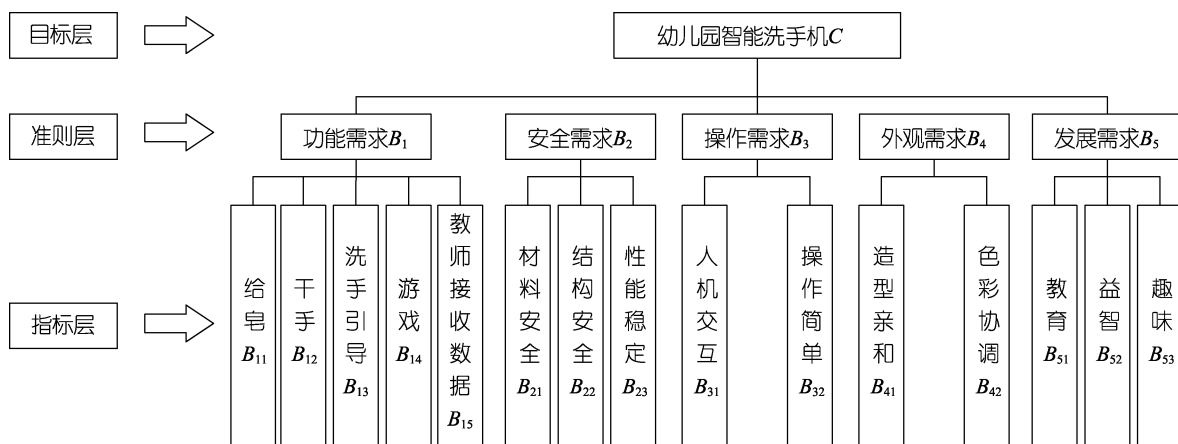 目标层
幼儿园智能洗手机C
准则层
功能需求B1
安全需求B2
操作需求B3
外观需求B4
发展需求B5
指标层
给皂B11
干手B12
洗手引导B13
游戏B14
教师接收数据B15
材料安全B21
结构安全B22
性能稳定B23
人机交互B31
操作简单B32
造型亲和B41
色彩协调B42
教育B51
益智B52
趣味B53